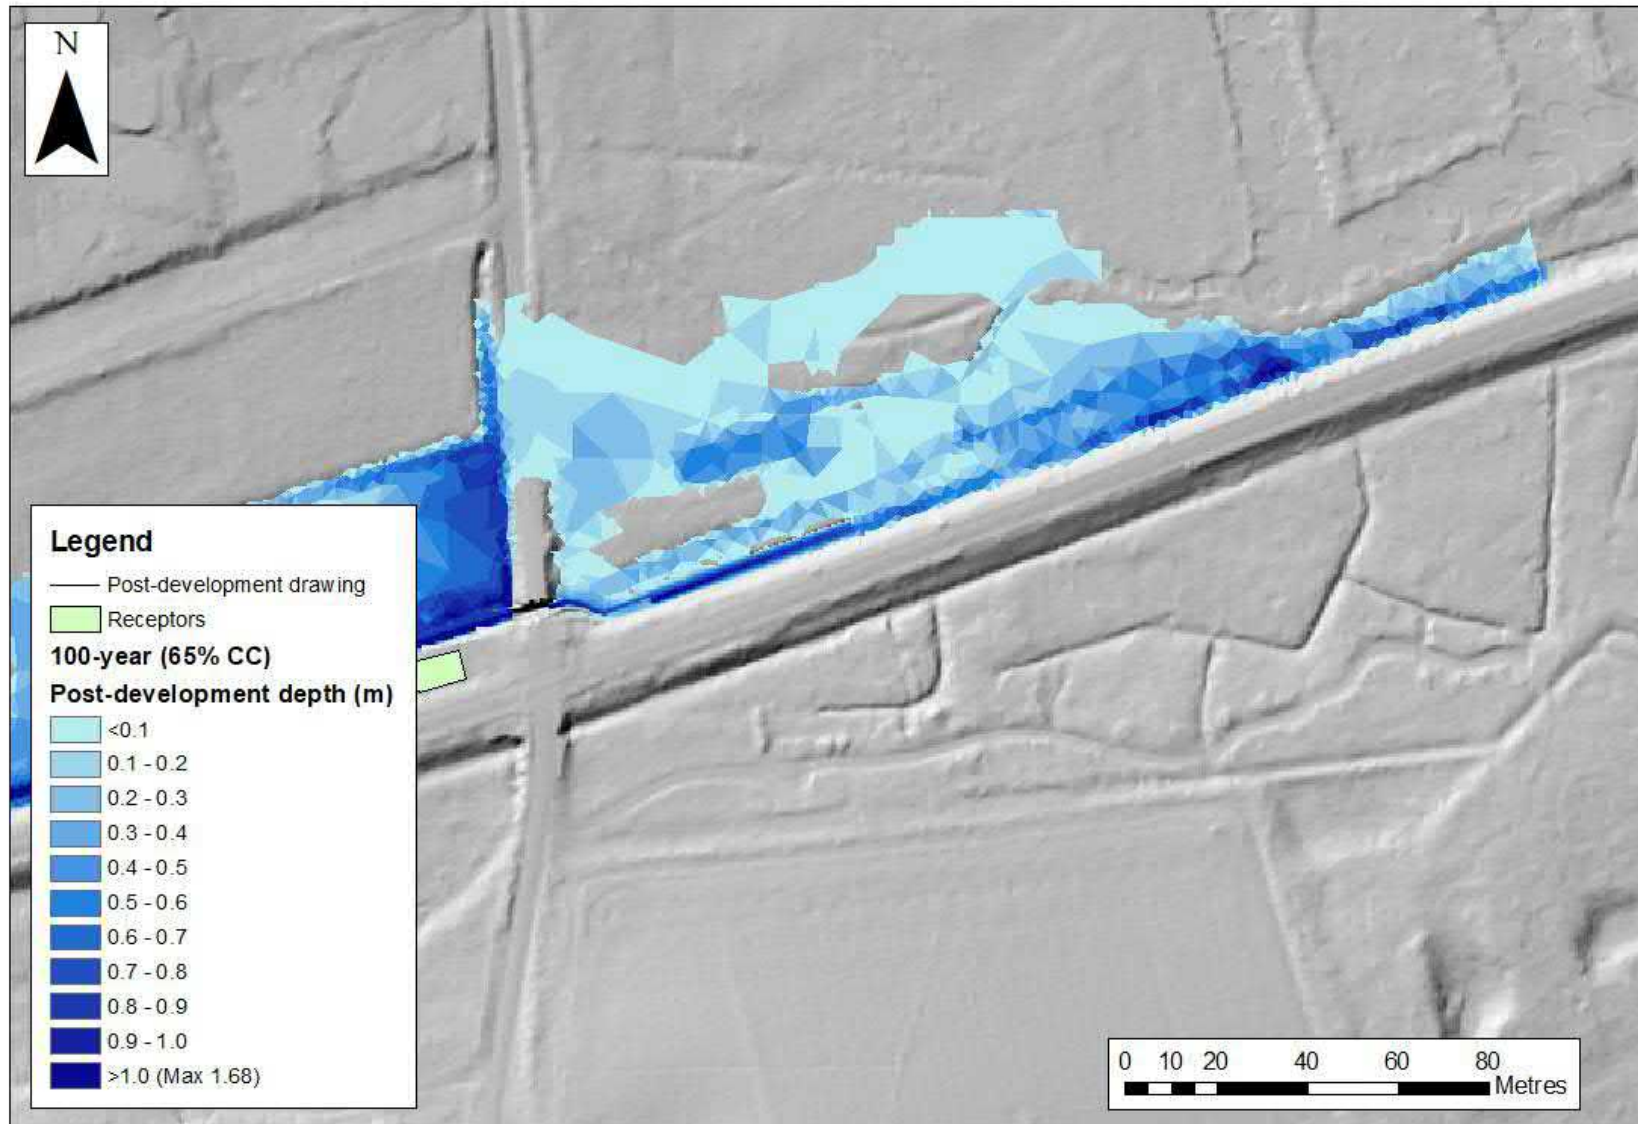 N
Legend
Post-development drawing
Receptors
100-year (65% CC)
Post-development depth (m)
<0.1
0.1 - 0.2
0.2 - 0.3
0.3 - 0.4
0.4 - 0.5
0.5 - 0.6
0.6 - 0.7
0.7 - 0.8
0.8 - 0.9
0.9 - 1.0
>1.0 (Max 1.68)
0 10 20 40 60 80
Metres